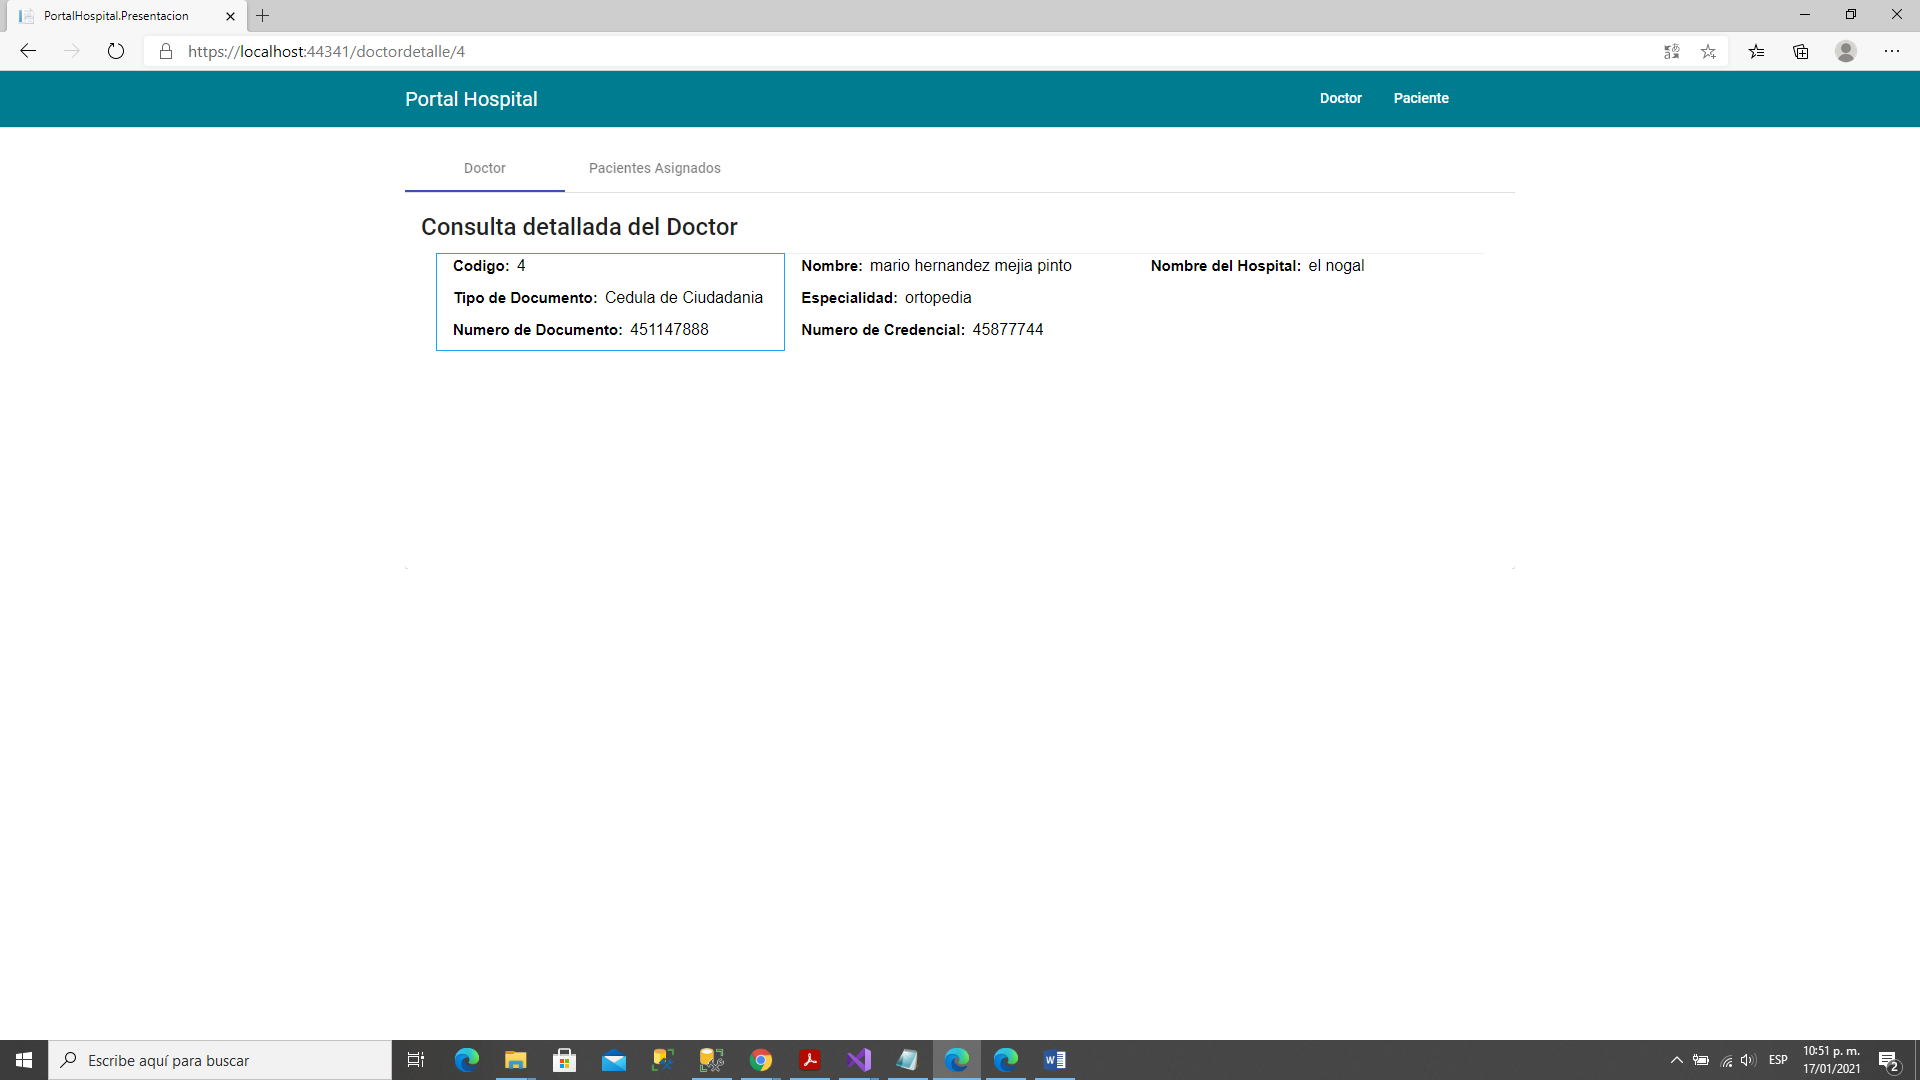 PortalHospital.Presentacion
https://localhost:44341/doctordetalle/4
Portal Hospital Doctor Paciente
Doctor Pacientes Asignados
Consulta detallada del Doctor
Codigo: 4 Nombre: mario hernandez mejia pinto Nombre del Hospital: el nogal
Tipo de Documento: Cedula de Ciudadania Especialidad: ortopedia
Numero de Documento: 451147888 Numero de Credencial: 45877744
Escribe aquí para buscar
ESP
10:51 p. m.
17/01/2021
2